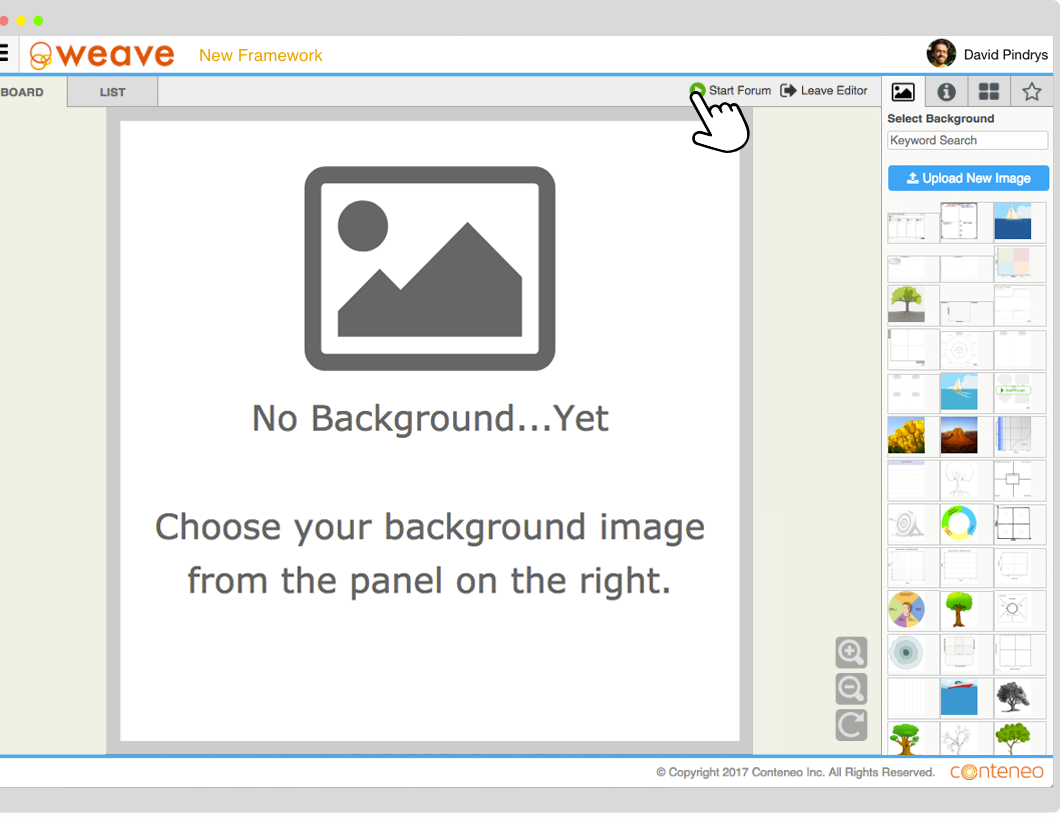 weave
New Framework
David Pindrys
BOARD
LIST
Start Forum
Leave Editor
Select Background
Keyword Search
Upload New Image
No Background...Yet
Choose your background image
from the panel on the right.
© Copyright 2017 Conteneo Inc. All Rights Reserved.
conteneo